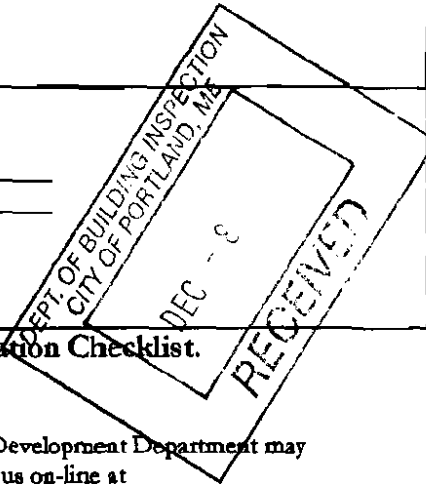 DEPT. OF BUILDING INSPECTION
CITY OF PORTLAND, ME
DEC - 8
RECEIVED
ation Checklist.
Development Department may
us on-line at